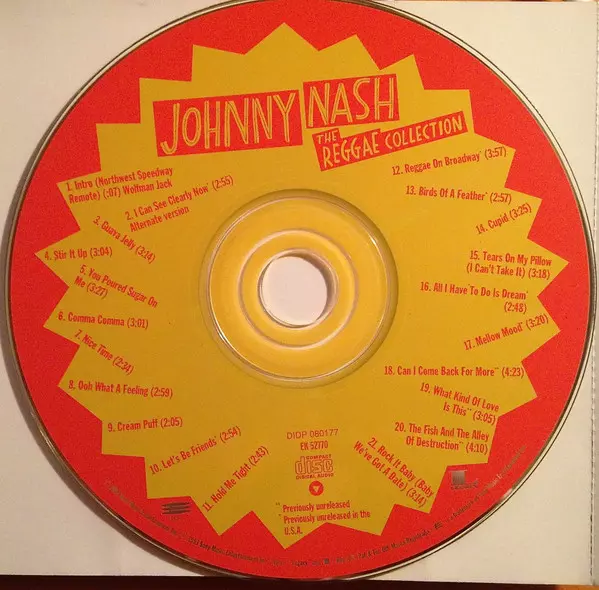 JOHNNY NASH
THE
REGGAE COLLECTION
1. Intro (Northwest Speedway
Remote) (:07) Wolfman Jack
2. I Can See Clearly Now* (2:55)
Alternate version
3. Guava Jelly (3:14)
4. Stir It Up (3:04)
5. You Poured Sugar On
Me (3:27)
6. Comma Comma (3:01)
7. Nice Time (2:34)
8. Ooh What A Feeling (2:59)
9. Cream Puff (2:05)
10. Let's Be Friends* (2:54)
11. Hold Me Tight (2:43)
12. Reggae On Broadway* (3:57)
13. Birds Of A Feather* (2:57)
14. Cupid (3:25)
15. Tears On My Pillow
(I Can't Take It) (3:18)
16. All I Have To Do Is Dream*
(2:48)
17. Mellow Mood* (3:20)
18. Can I Come Back For More** (4:23)
19. What Kind Of Love
Is This** (3:05)
20. The Fish And The Alley
Of Destruction** (4:10)
21. Rock It Baby (Baby
We've Got A Date) (3:14)
DIDP 080177
EK 52770
COMPACT
disc
DIGITAL AUDIO
** Previously unreleased
* Previously unreleased in the
U.S.A.